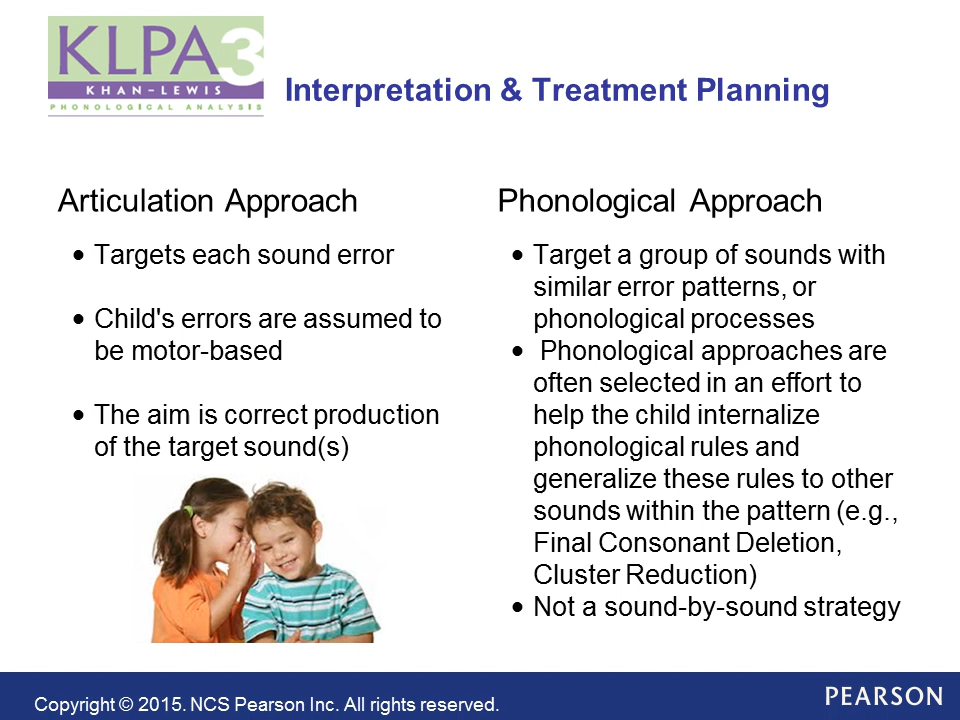 KLPA3
KHAN-LEWIS
PHONOLOGICAL ANALYSIS
Interpretation & Treatment Planning
Articulation Approach
• Targets each sound error
• Child's errors are assumed to
be motor-based
• The aim is correct production
of the target sound(s)
Phonological Approach
• Target a group of sounds with
similar error patterns, or
phonological processes
• Phonological approaches are
often selected in an effort to
help the child internalize
phonological rules and
generalize these rules to other
sounds within the pattern (e.g.,
Final Consonant Deletion,
Cluster Reduction)
• Not a sound-by-sound strategy
Copyright © 2015. NCS Pearson Inc. All rights reserved.
PEARSON